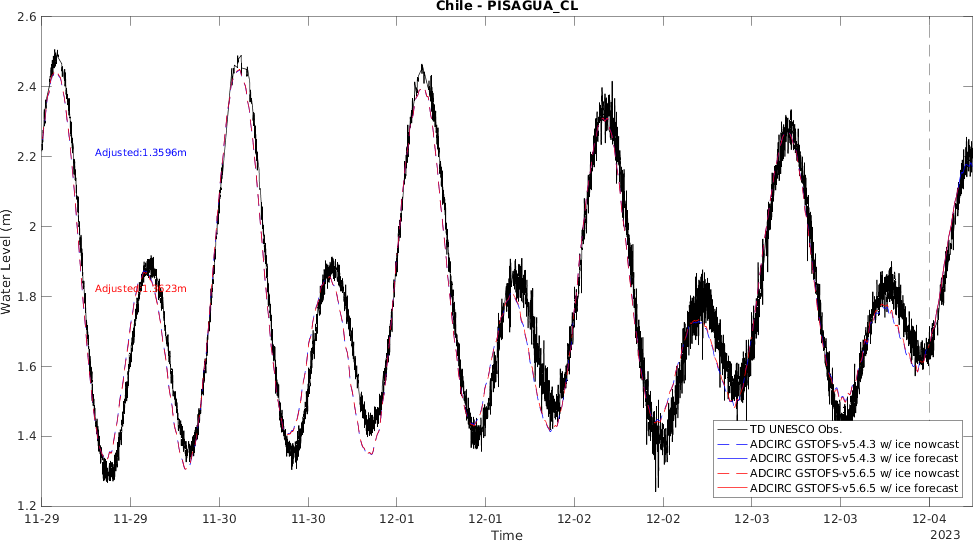 Chile - PISAGUA_CL
Water Level (m)
2.6
2.4
2.2
2
1.8
1.6
1.4
1.2
Adjusted:1.3596m
Adjusted:1.3623m
TD UNESCO Obs.
ADCIRC GSTOFS-v5.4.3 w/ ice nowcast
ADCIRC GSTOFS-v5.4.3 w/ ice forecast
ADCIRC GSTOFS-v5.6.5 w/ ice nowcast
ADCIRC GSTOFS-v5.6.5 w/ ice forecast
11-29 11-29 11-30 11-30 12-01 12-01 12-02 12-02 12-03 12-03 12-04
Time
2023